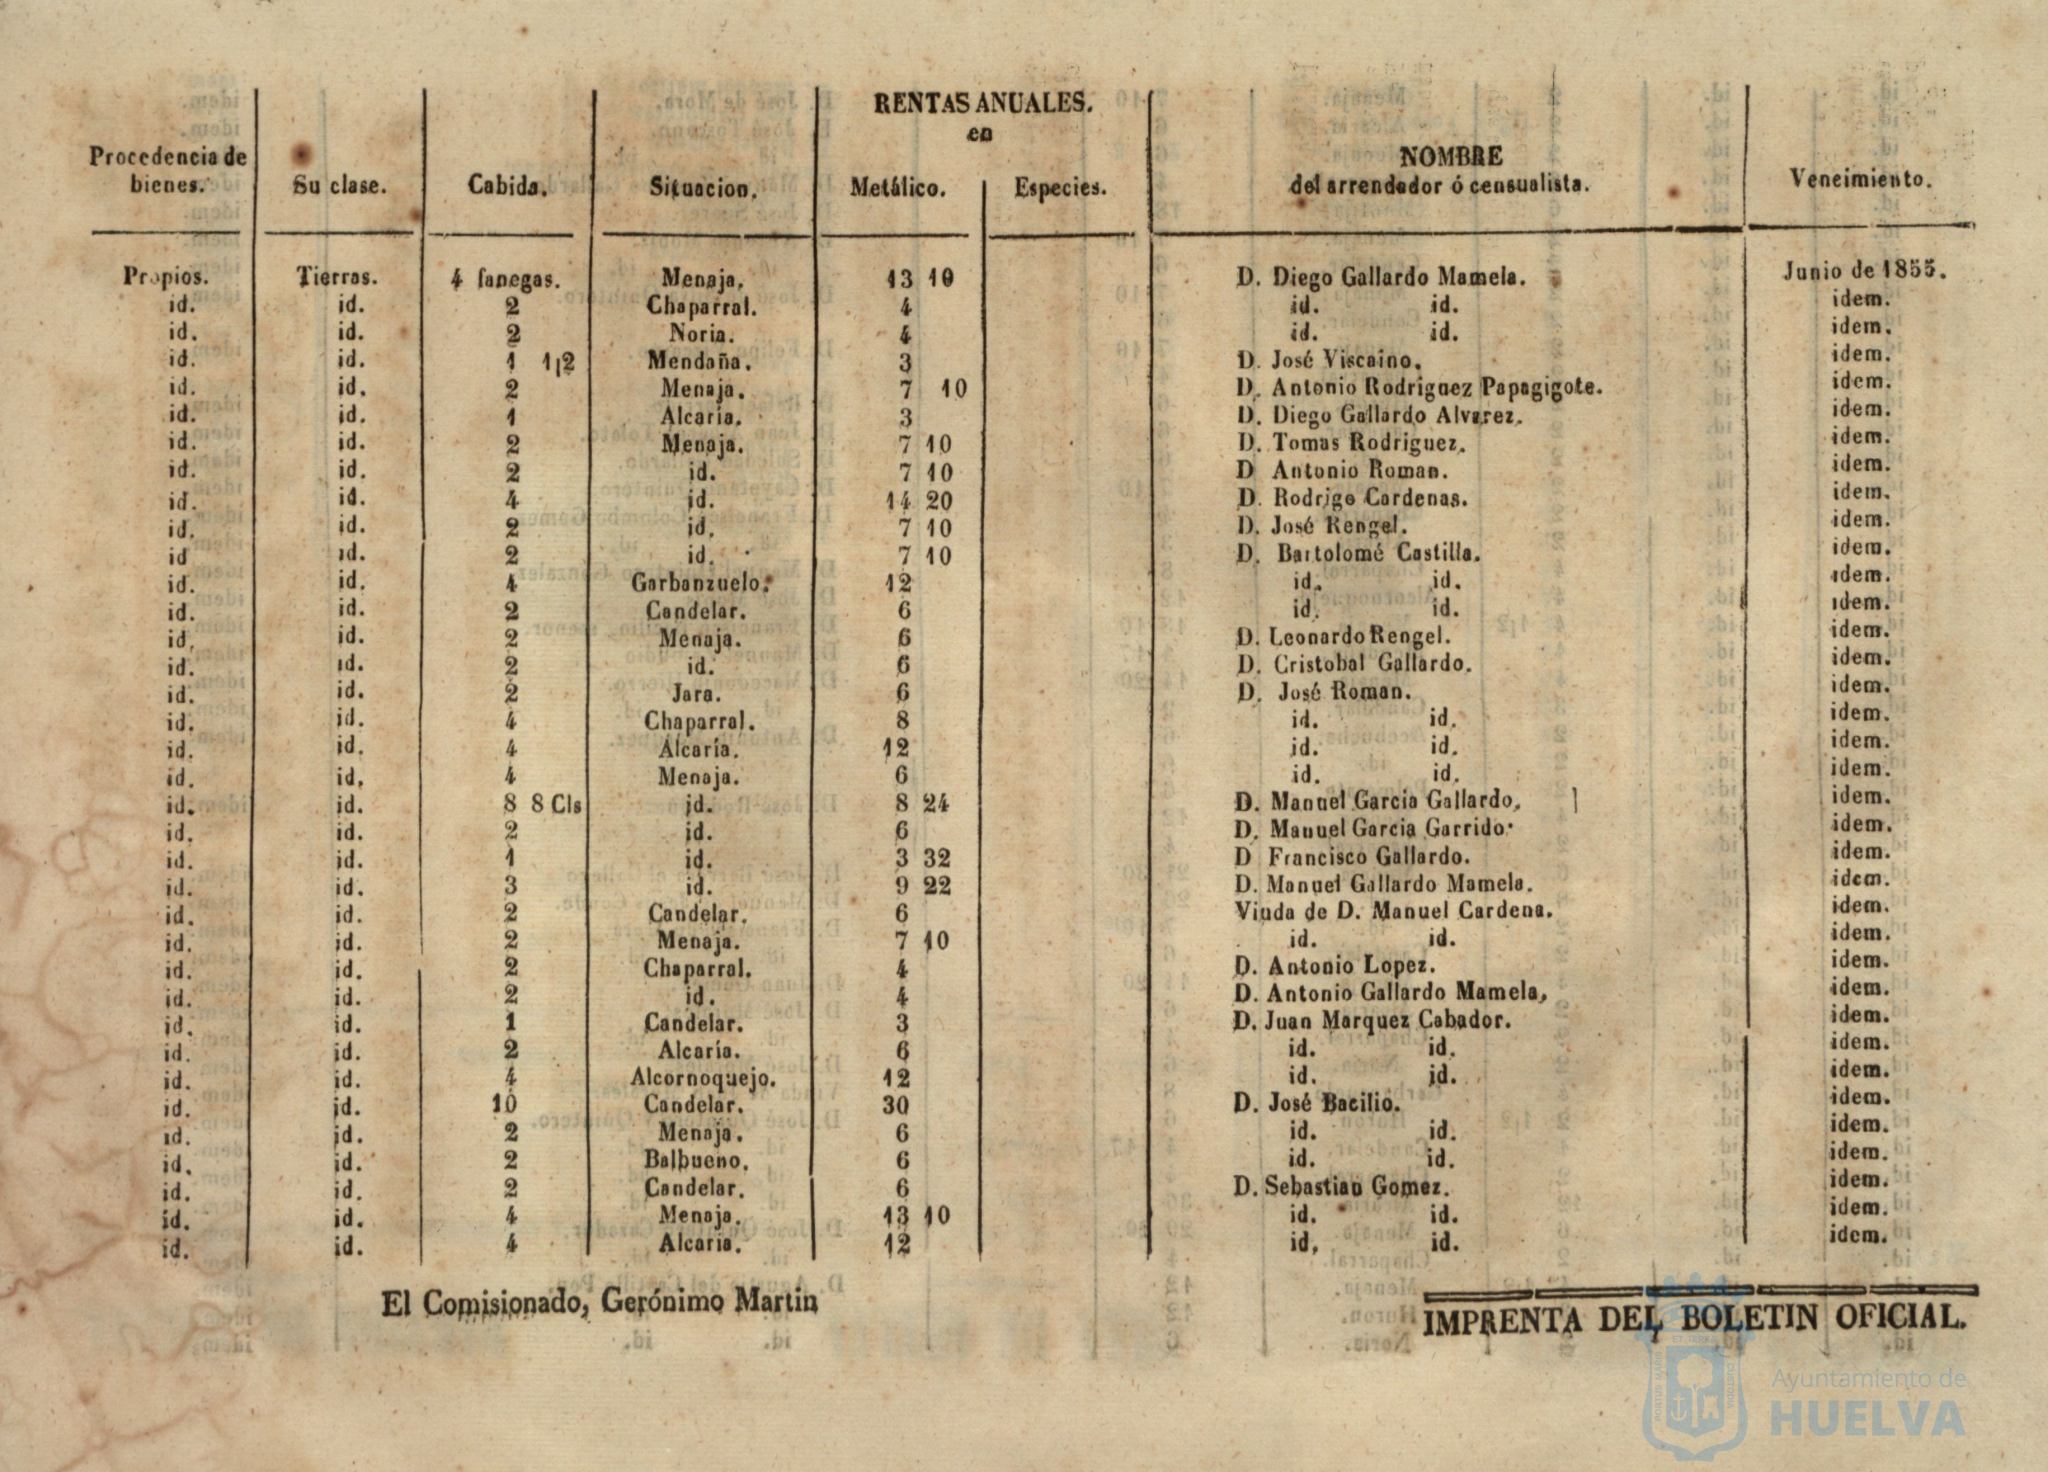 RENTAS ANUALES.
en
Procedencia de bienes. Su clase. Cabida. Situacion. Metálico. Especies. NOMBRE del arrendador ó censualista. Veneimiento.
Propios. Tierras. 4 fanegas. Menaja. 13 10 D. Diego Gallardo Mamela. Junio de 1855.
id. id. 2 Chaparral. 4 id. id. idem.
id. id. 2 Noria. 4 id. id. idem.
id. id. 1 1|2 Mendaña. 3 D. José Viscaino. idem.
id. id. 2 Menaja. 7 10 D. Antonio Rodriguez Papagigote. idem.
id. id. 1 Alcaría. 3 D. Diego Gallardo Alvarez. idem.
id. id. 2 Menaja. 7 10 D. Tomas Rodriguez. idem.
id. id. 2 id. 7 10 D Antonio Roman. idem.
id. id. 4 id. 14 20 D. Rodrigo Cardenas. idem.
id. id. 2 id. 7 10 D. José Rengel. idem.
id id. 2 id. 7 10 D. Bartolomé Castilla. idem.
id. id. 4 Garbanzuelo. 12 id. id. idem.
id. id. 2 Candelar. 6 id. id. idem.
id. id. 2 Menaja. 6 D. Leonardo Rengel. idem.
id. id. 2 id. 6 D. Cristobal Gallardo. idem.
id. id. 2 Jara. 6 D. José Roman. idem.
id. id. 4 Chaparral. 8 id. id. idem.
id. id. 4 Alcaría. 12 id. id. idem.
id. id. 4 Menaja. 6 id. id. idem.
id. id. 8 8 Cls id. 8 24 D. Manuel Garcia Gallardo, idem.
id. id. 2 id. 6 D. Manuel Garcia Garrido. idem.
id. id. 1 id. 3 32 D Francisco Gallardo. idem.
id. id. 3 id. 9 22 D. Manuel Gallardo Mamela. idem.
id. id. 2 Candelar. 6 Viuda de D. Manuel Cardena. idem.
id. id. 2 Menaja. 7 10 id. id. idem.
id. id. 2 Chaparral. 4 D. Antonio Lopez. idem.
id. id. 2 id. 4 D. Antonio Gallardo Mamela, idem.
id. id. 1 Candelar. 3 D. Juan Marquez Cabador. idem.
id. id. 2 Alcaría. 6 id. id. idem.
id. id. 4 Alcornoquejo. 12 id. id. idem.
id. id. 10 Candelar. 30 D. José Bacilio. idem.
id. id. 2 Menaja. 6 id. id. idem.
id. id. 2 Balbueno. 6 id. id. idem.
id. id. 2 Candelar. 6 D. Sebastian Gomez. idem.
id. id. 4 Menaja. 13 10 id. id. idem.
id. id. 4 Alcaria. 12 id, id. idem.
El Comisionado, Gerónimo Martin
IMPRENTA DEL BOLETIN OFICIAL.
Ayuntamiento de
HUELVA